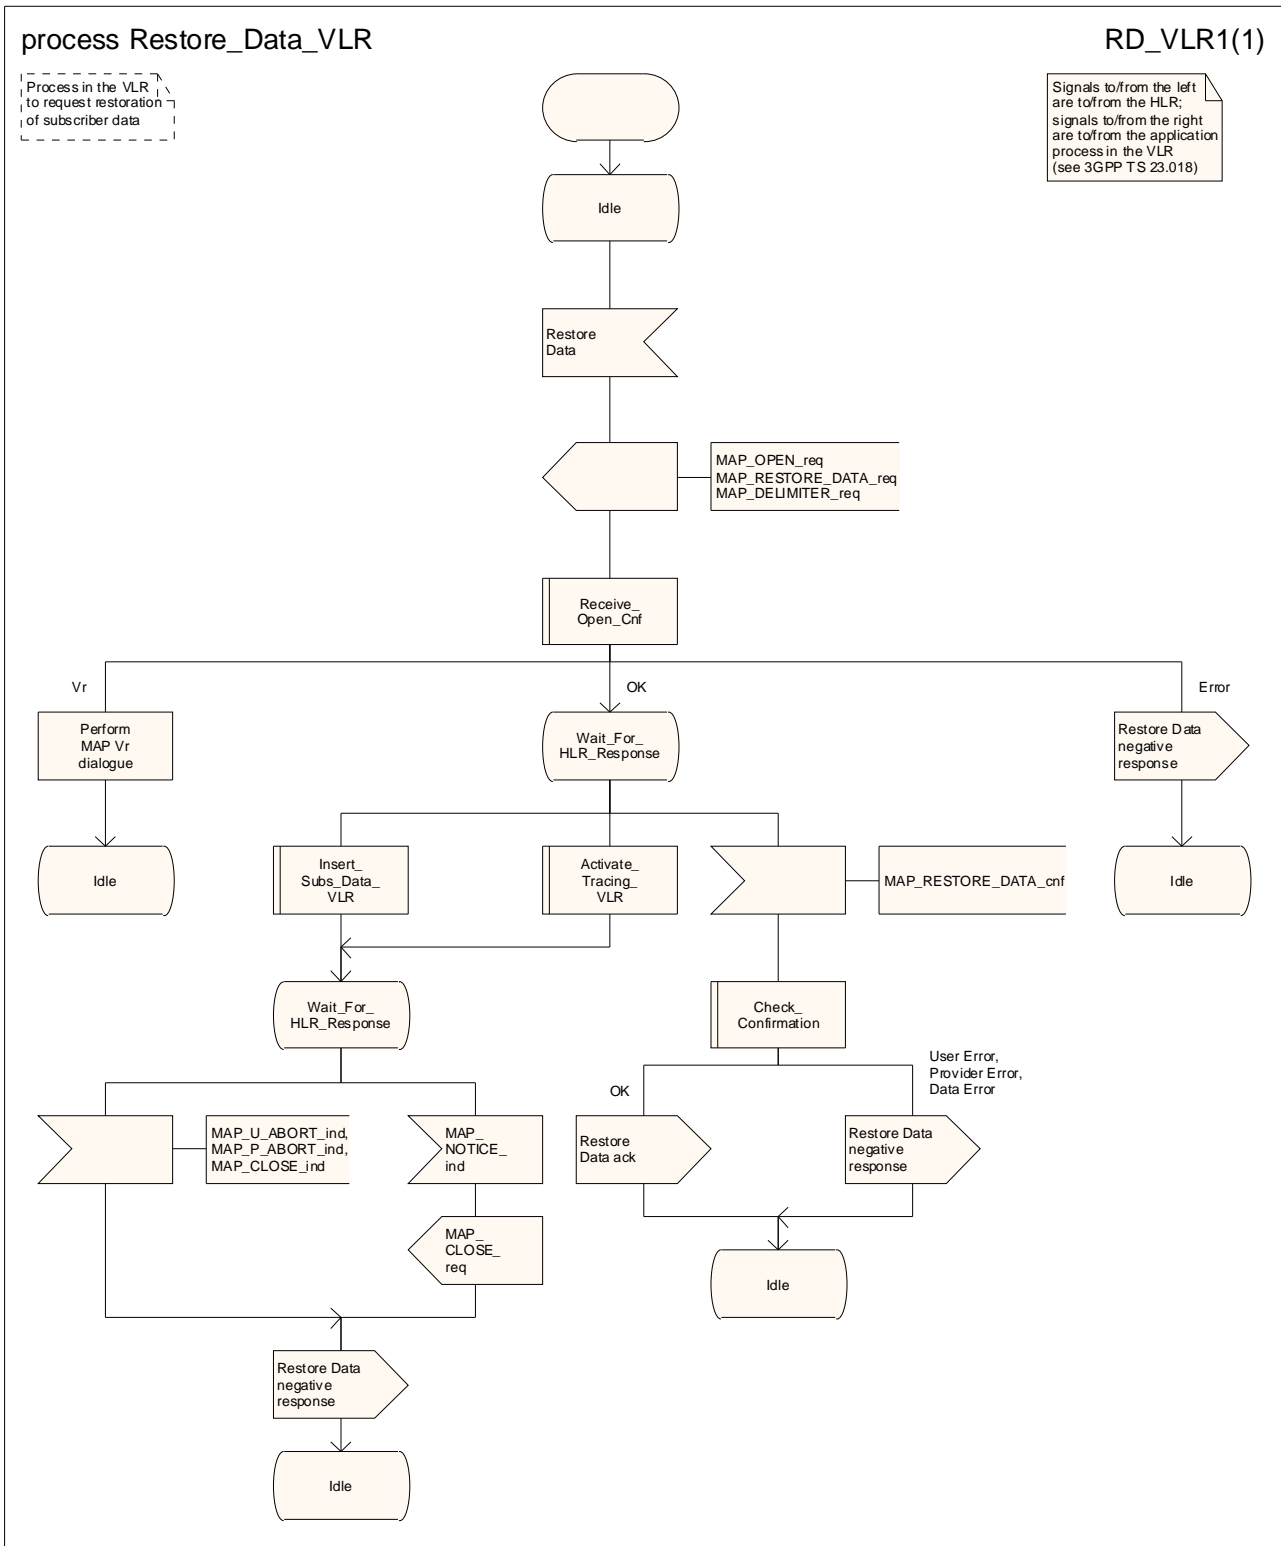 process Restore_Data_VLR
RD_VLR1(1)
Process in the VLR
to request restoration
of subscriber data
Signals to/from the left
are to/from the HLR;
signals to/from the right
are to/from the application
process in the VLR
(see 3GPP TS 23.018)
Idle
Restore
Data
MAP_OPEN_req
MAP_RESTORE_DATA_req
MAP_DELIMITER_req
Receive_
Open_Cnf
Vr
OK
Error
Perform
MAP Vr
dialogue
Wait_For_
HLR_Response
Restore Data
negative
response
Idle
Insert_
Subs_Data_
VLR
Activate_
Tracing_
VLR
MAP_RESTORE_DATA_cnf
Idle
Wait_For_
HLR_Response
Check_
Confirmation
OK
User Error,
Provider Error,
Data Error
MAP_U_ABORT_ind,
MAP_P_ABORT_ind,
MAP_CLOSE_ind
MAP_
NOTICE_
ind
Restore
Data ack
Restore Data
negative
response
MAP_
CLOSE_
req
Idle
Restore Data
negative
response
Idle